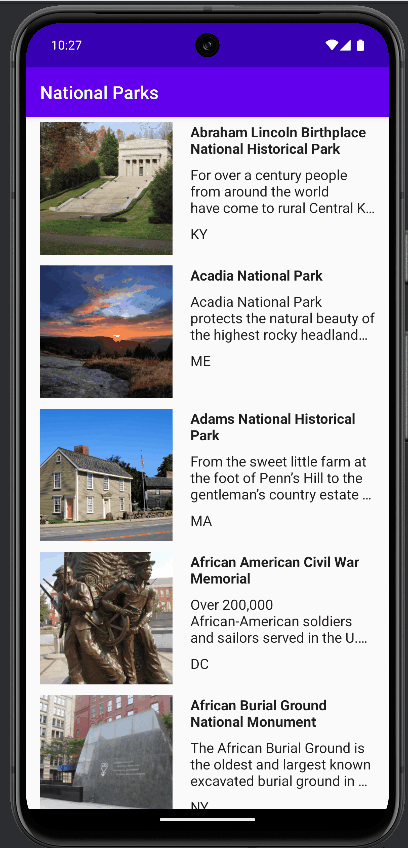 10:27
National Parks
Abraham Lincoln Birthplace
National Historical Park
For over a century people
from around the world
have come to rural Central K...
KY
Acadia National Park
Acadia National Park
protects the natural beauty of
the highest rocky headland...
ME
Adams National Historical
Park
From the sweet little farm at
the foot of Penn’s Hill to the
gentleman’s country estate ...
MA
African American Civil War
Memorial
Over 200,000
African-American soldiers
and sailors served in the U....
DC
African Burial Ground
National Monument
The African Burial Ground is
the oldest and largest known
excavated burial ground in ...
NY